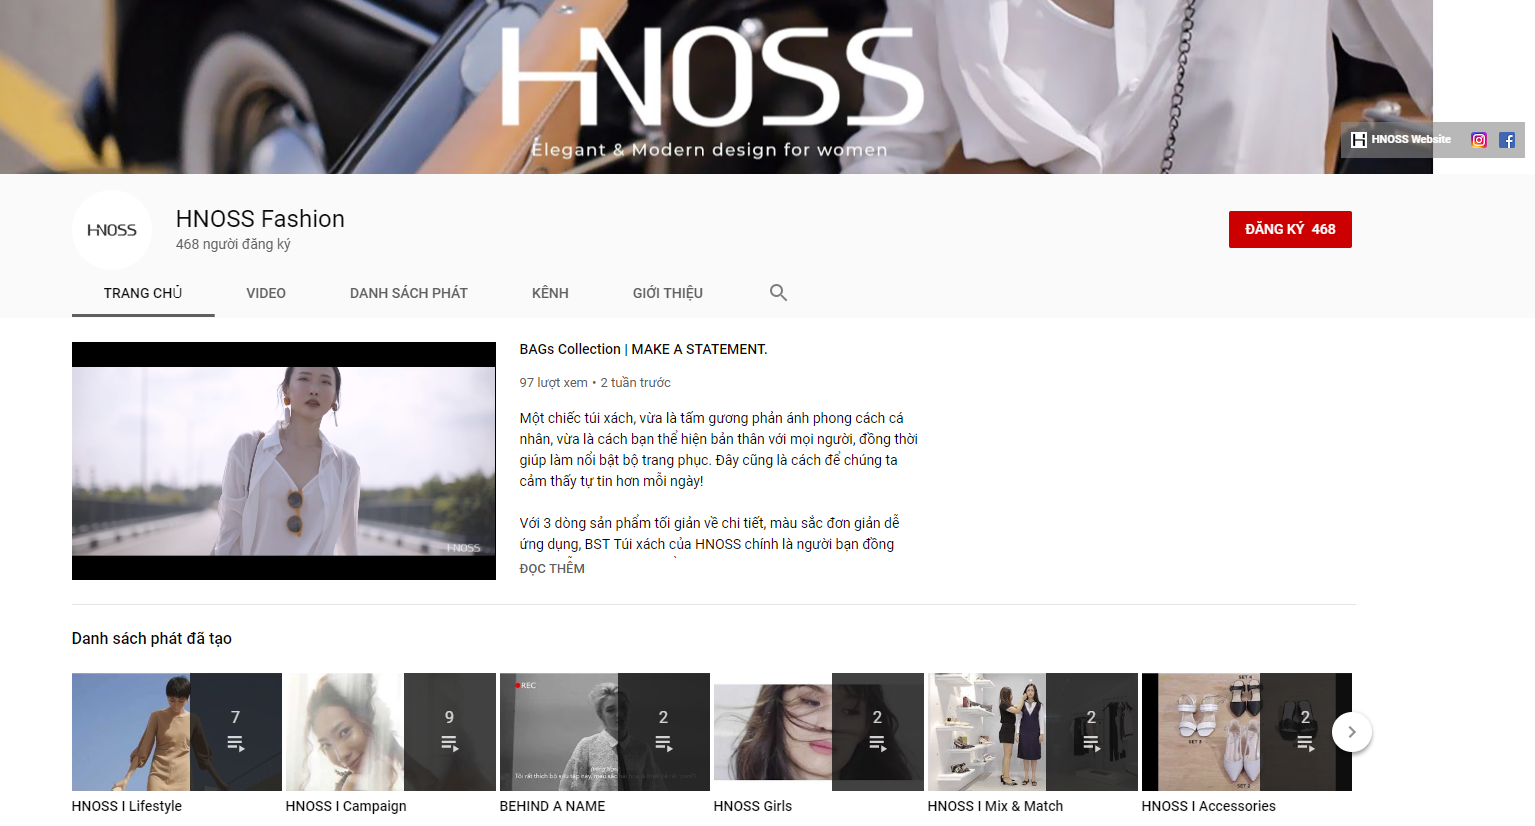 HNOSS
Elegant & Modern design for women
HNOSS Website
HNOSS
HNOSS Fashion
468 người đăng ký
ĐĂNG KÝ 468
TRANG CHỦ
VIDEO
DANH SÁCH PHÁT
KÊNH
GIỚI THIỆU
BAGs Collection | MAKE A STATEMENT.
97 lượt xem • 2 tuần trước
Một chiếc túi xách, vừa là tấm gương phản ánh phong cách cá
nhân, vừa là cách bạn thể hiện bản thân với mọi người, đồng thời
giúp làm nổi bật bộ trang phục. Đây cũng là cách để chúng ta
cảm thấy tự tin hơn mỗi ngày!
Với 3 dòng sản phẩm tối giản về chi tiết, màu sắc đơn giản dễ
ứng dụng, BST Túi xách của HNOSS chính là người bạn đồng
ĐỌC THÊM
HNOSS
Danh sách phát đã tạo
7
9
REC
2
2
2
SET 4
2
SET 3
SET 2
HNOSS I Lifestyle
HNOSS I Campaign
BEHIND A NAME
HNOSS Girls
HNOSS I Mix & Match
HNOSS I Accessories